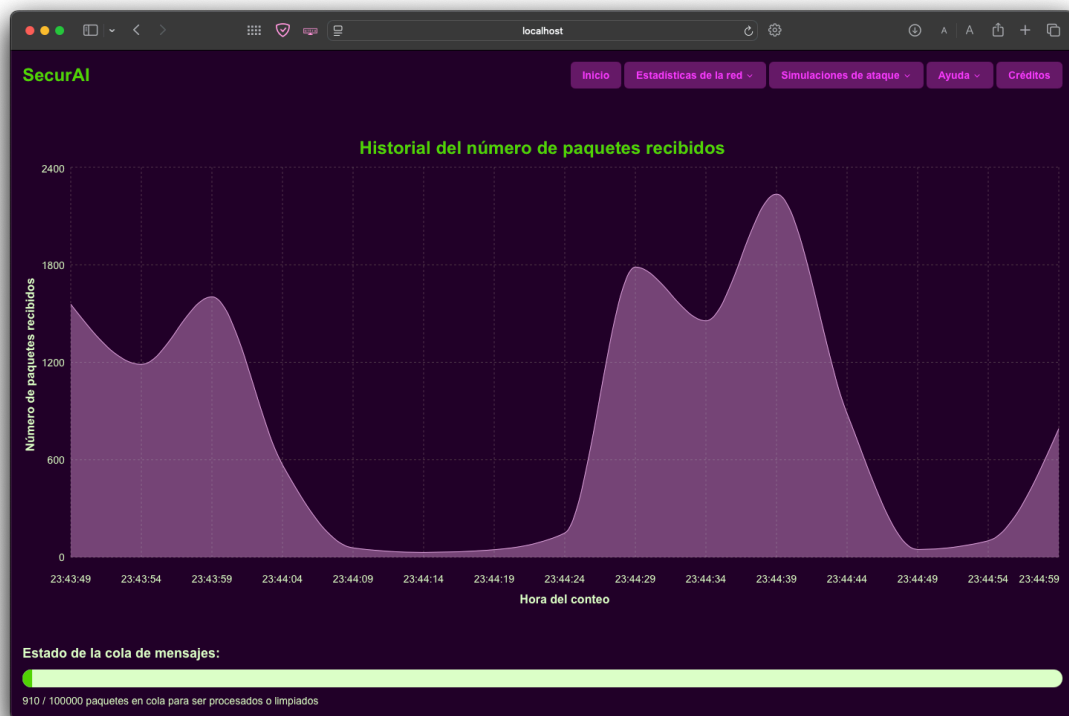 localhost
A A
SecurAI
Inicio
Estadísticas de la red
Simulaciones de ataque
Ayuda
Créditos
Historial del número de paquetes recibidos
2400
1800
1200
600
0
Número de paquetes recibidos
23:43:49 23:43:54 23:43:59 23:44:04 23:44:09 23:44:14 23:44:19 23:44:24 23:44:29 23:44:34 23:44:39 23:44:44 23:44:49 23:44:54 23:44:59
Hora del conteo
Estado de la cola de mensajes:
910 / 100000 paquetes en cola para ser procesados o limpiados